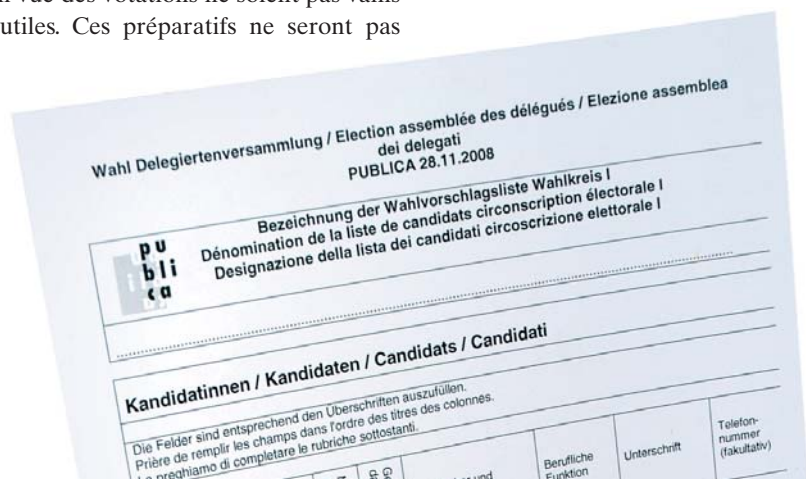 vue des votations ne soient pas vains
utiles. Ces préparatifs ne seront pas
Wahl Delegiertenversammlung / Election assemblée des délégués / Elezione assemblea
dei delegati
PUBLICA 28.11.2008
pu
bli
ca
Bezeichnung der Wahlvorschlagsliste Wahlkreis I
Dénomination de la liste de candidats circonscription électorale I
Designazione della lista dei candidati circoscrizione elettorale I
Kandidatinnen / Kandidaten / Candidats / Candidati
Die Felder sind entsprechend den Überschriften auszufüllen.
Prière de remplir les champs dans l'ordre des titres des colonnes.
preghiamo di completare le rubriche sottostanti.
und
Berufliche
Funktion
Unterschrift
Telefon-
nummer
(fakultativ)